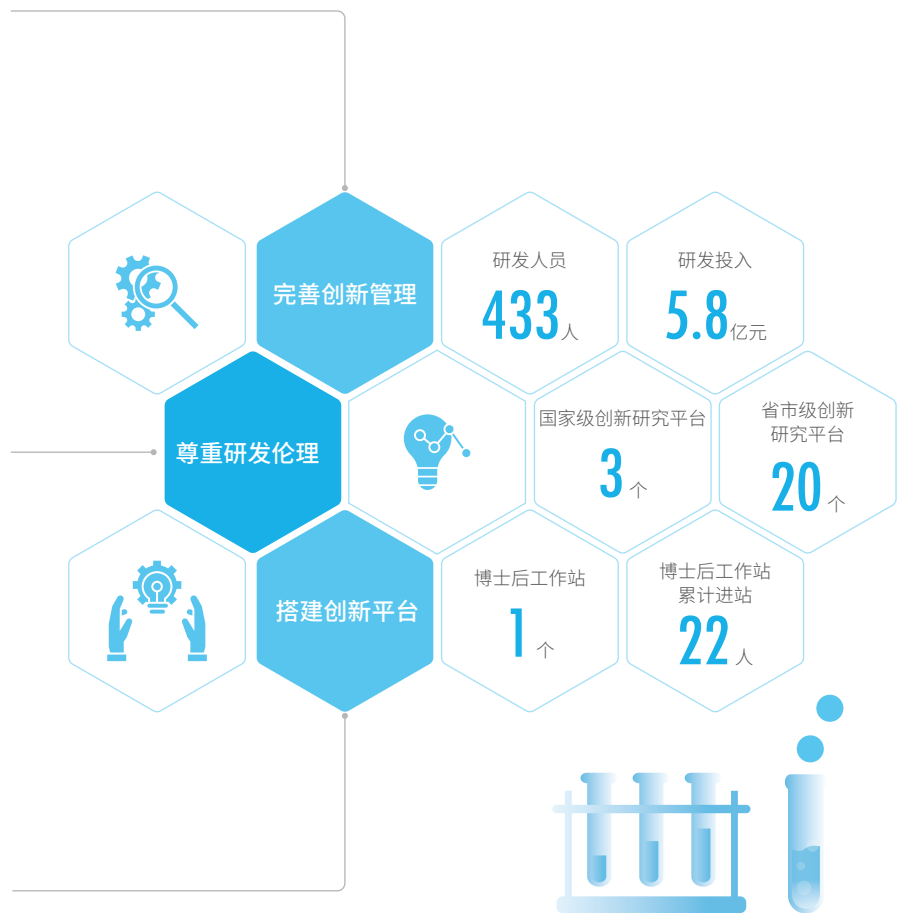 完善创新管理
研发人员
433人
研发投入
5.8亿元
尊重研发伦理
国家级创新研究平台
3个
省市级创新
研究平台
20个
搭建创新平台
博士后工作站
1个
博士后工作站
累计进站
22人